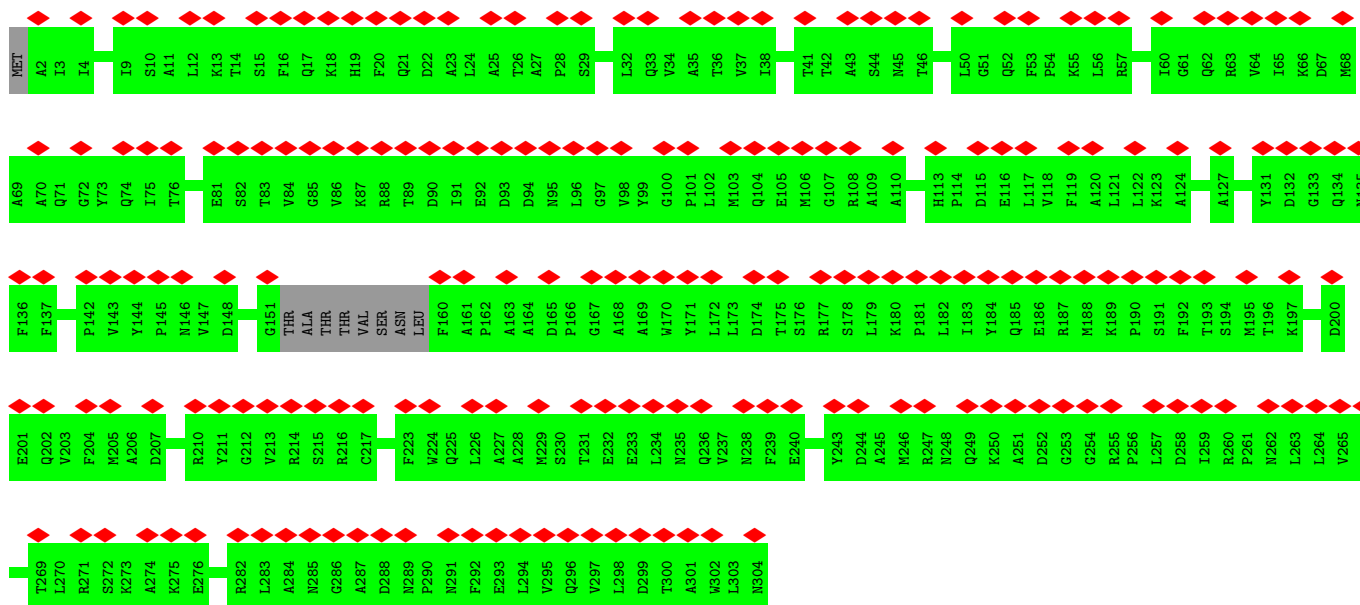 MET A2 I3 I4 I9 S10 A11 L12 K13 T14 S15 F16 Q17 K18 H19 F20 Q21 D22 A23 L24 A25 T26 A27 P28 S29 L32 Q33 V34 A35 T36 V37 I38 T41 T42 A43 S44 N45 T46 L50 G51 Q52 F53 P54 K55 L56 R57 I60 G61 Q62 R63 V64 I65 K66 D67 M68
A69 A70 Q71 G72 Y73 Q74 I75 T76 E81 S82 T83 V84 G85 V86 K87 R88 T89 D90 I91 E92 D93 D94 N95 L96 G97 V98 Y99 G100 P101 L102 M103 Q104 E105 M106 G107 R108 A109 A110 H113 P114 D115 E116 L117 V118 F119 A120 L121 L122 K123 A124 A127 Y131 D132 G133 Q134 N135
F136 F137 P142 V143 Y144 P145 N146 V147 D148 G151 THR ALA THR THR VAL SER ASN LEU F160 A161 P162 A163 A164 D165 P166 G167 A168 A169 W170 Y171 L172 L173 D174 T175 S176 R177 S178 L179 K180 P181 L182 I183 Y184 Q185 E186 R187 M188 K189 P190 S191 F192 T193 S194 M195 T196 K197 D200
E201 Q202 V203 F204 M205 A206 D207 R210 Y211 G212 V213 R214 S215 R216 C217 F223 W224 Q225 L226 A227 A228 M229 S230 T231 E232 E233 L234 N235 Q236 V237 N238 F239 E240 Y243 D244 A245 M246 R247 N248 Q249 K250 A251 D252 G253 G254 R255 P256 L257 D258 I259 R260 P261 N262 L263 L264 V265
T269 L270 R271 S272 K273 A274 K275 E276 R282 L283 A284 N285 G286 A287 D288 N289 P290 N291 F292 E293 L294 V295 Q296 V297 L298 D299 T300 A301 W302 L303 N304